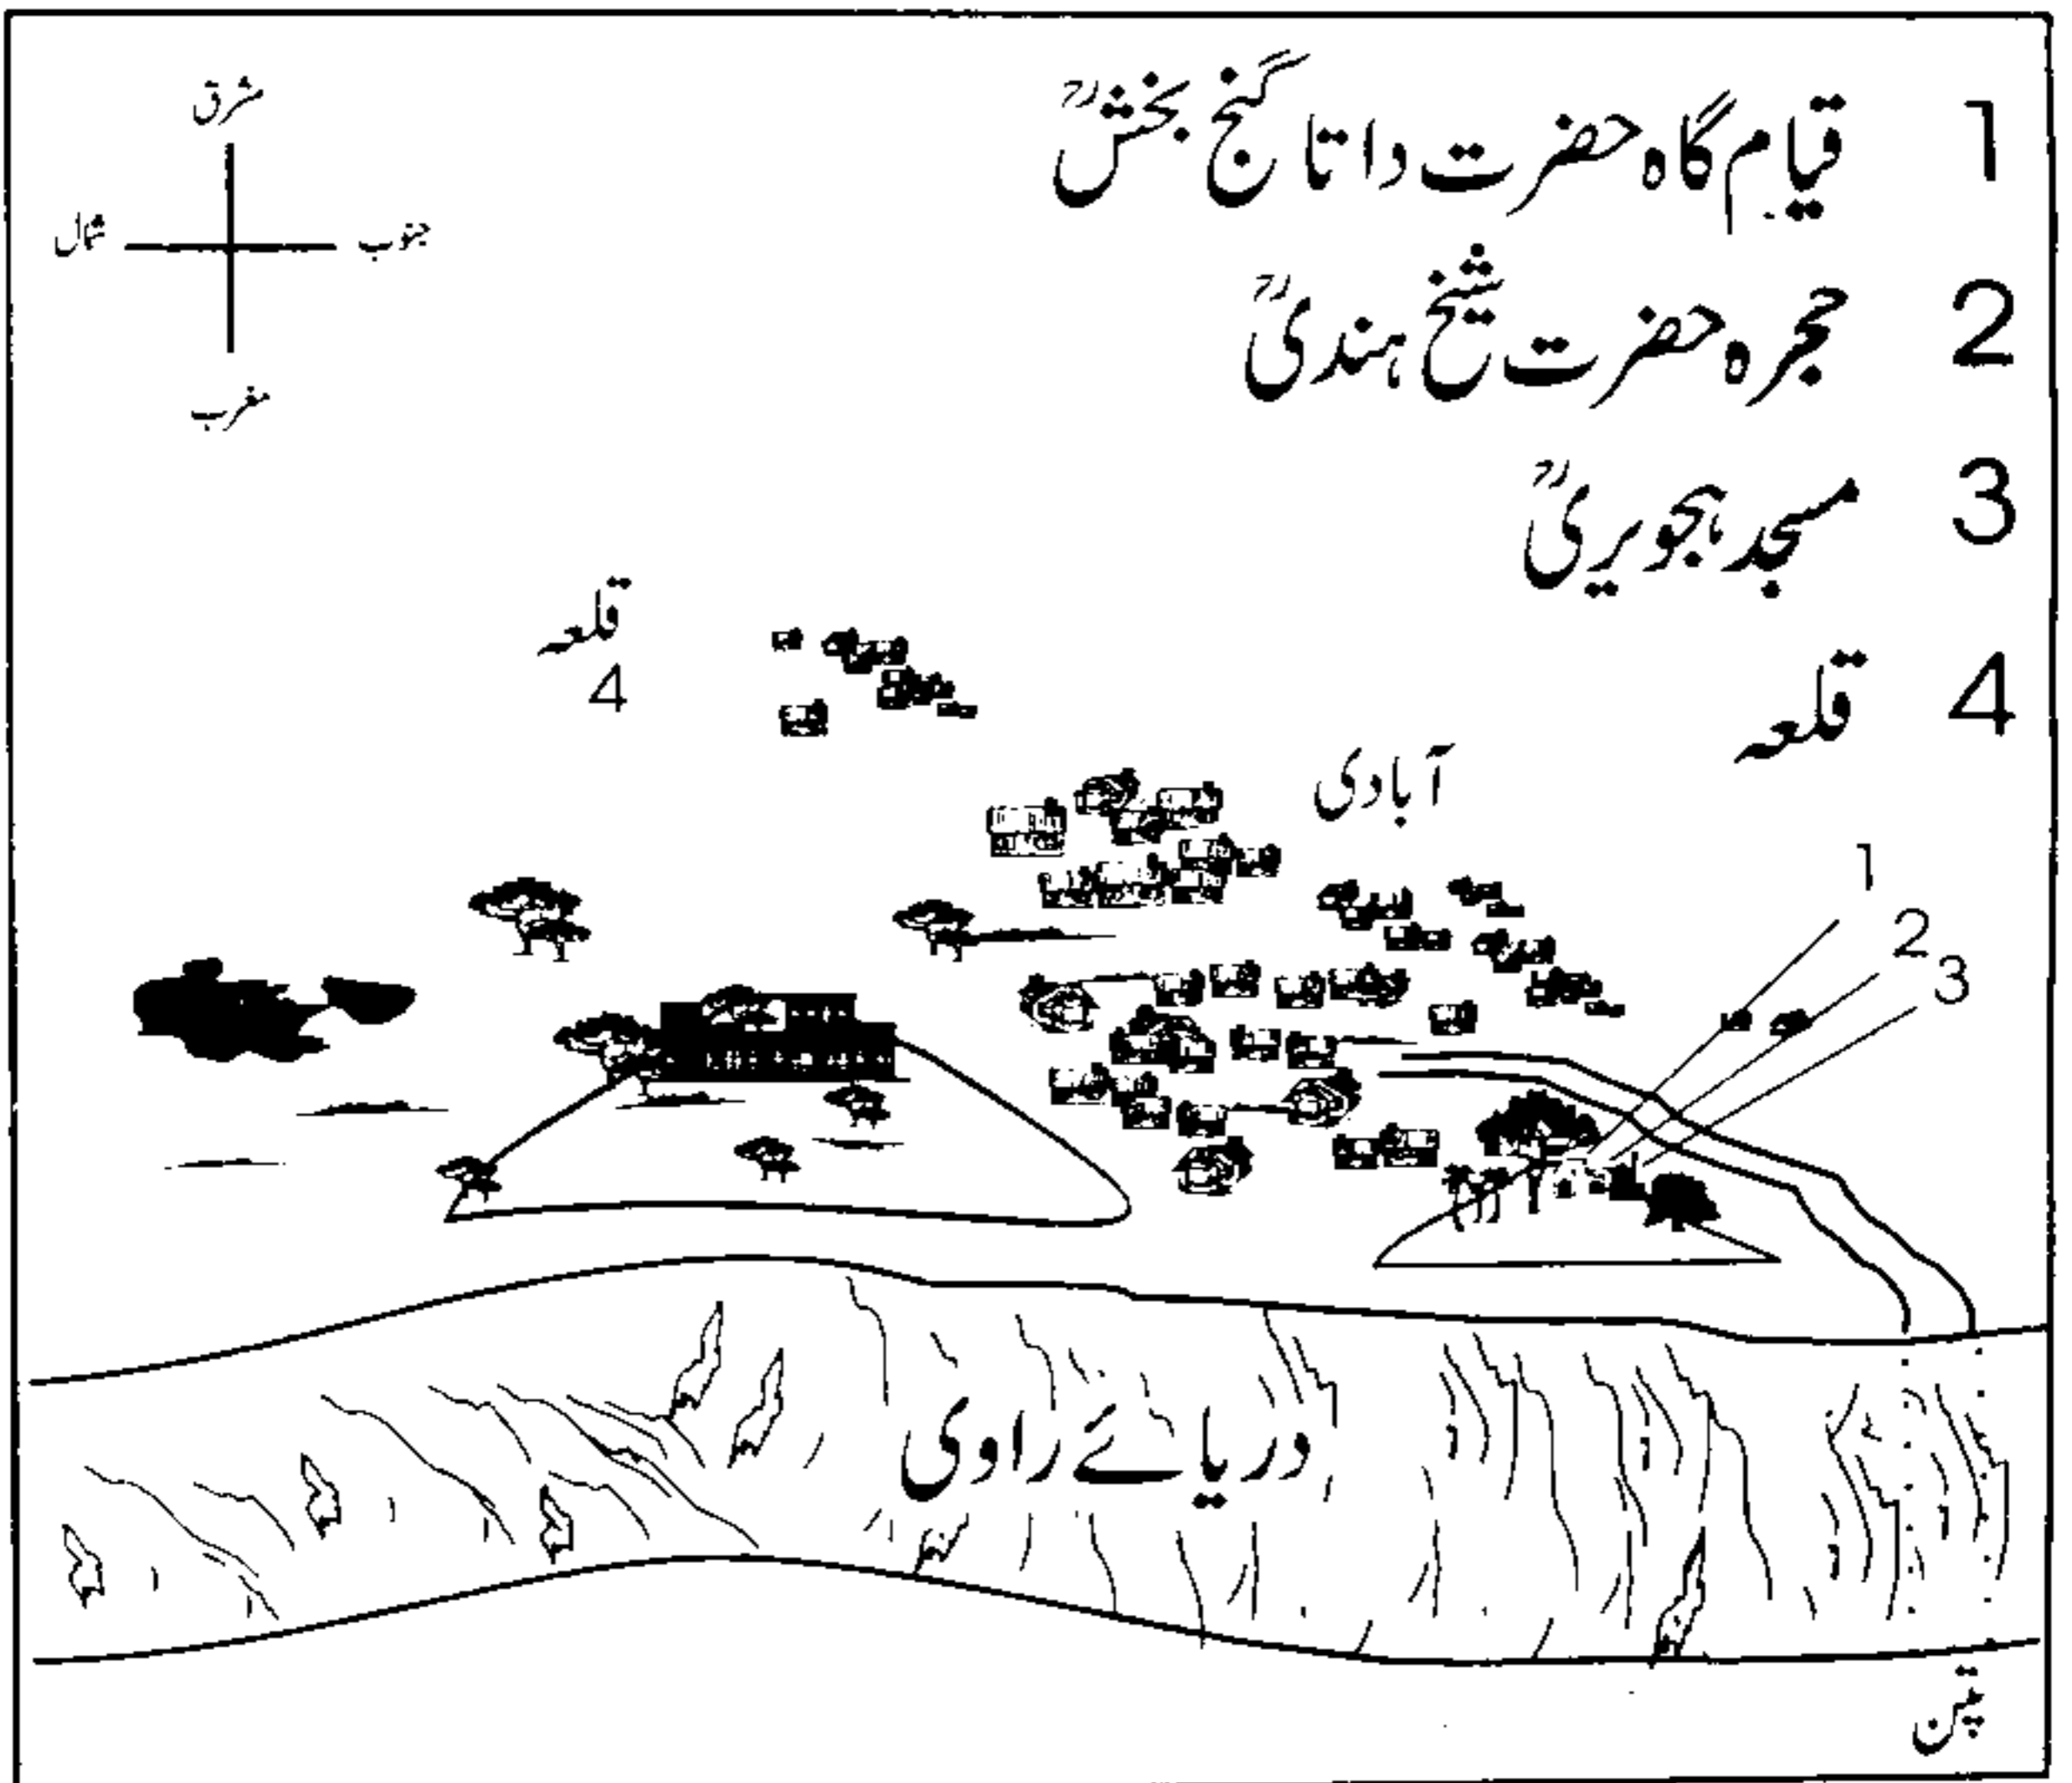 1 قیام گاہ حضرت داتا گنج بخشؒ
2 حجرہ حضرت شیخ ہندیؒ
3 مسجد ہجویریؒ
4 قلعہ
مشرق
شمال
جنوب
مغرب
قلعہ
4
آبادی
1
2
3
دریائے راوی
پتن